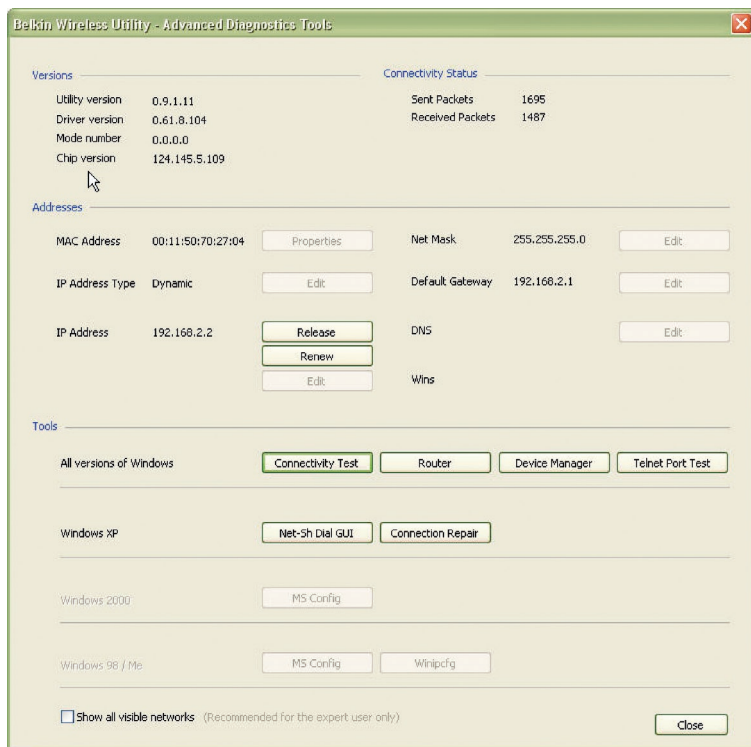 Belkin Wireless Utility - Advanced Diagnostics Tools
Versions
Utility version 0.9.1.11
Driver version 0.61.8.104
Mode number 0.0.0.0
Chip version 124.145.5.109
Connectivity Status
Sent Packets 1695
Received Packets 1487
Addresses
MAC Address 00:11:50:70:27:04 Properties
Net Mask 255.255.255.0 Edit
IP Address Type Dynamic Edit
Default Gateway 192.168.2.1 Edit
IP Address 192.168.2.2 Release
Renew
Edit
DNS Edit
Wins
Tools
All versions of Windows Connectivity Test Router Device Manager Telnet Port Test
Windows XP Net-Sh Dial GUI Connection Repair
Windows 2000 MS Config
Windows 98 / Me MS Config Winipcfg
Show all visible networks (Recommended for the expert user only)
Close